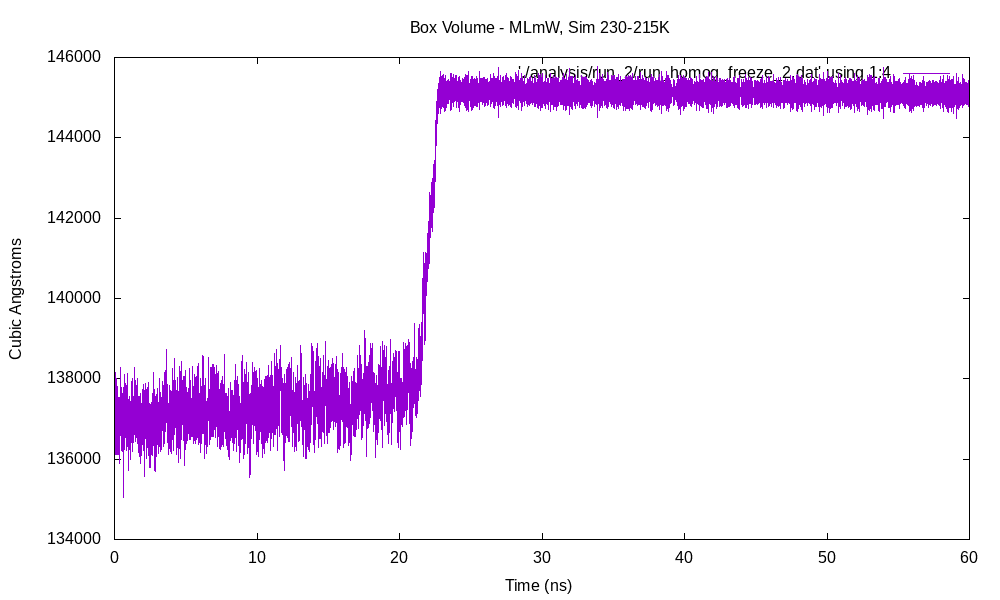 Box Volume - MLmW, Sim 230-215K
'./analysis/run_2/run_homog_freeze_2.dat' using 1:4
146000
144000
142000
140000
138000
136000
134000
Cubic Angstroms
0 10 20 30 40 50 60
Time (ns)